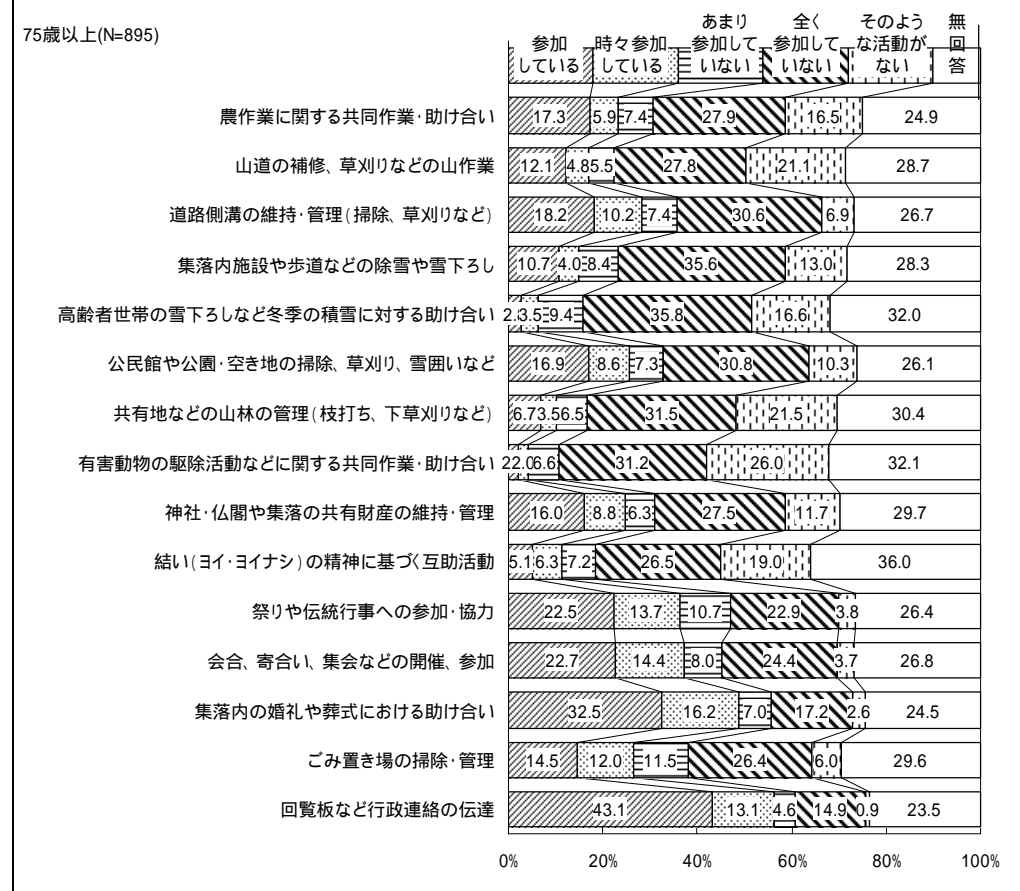 75歳以上(N=895)
参加している
時々参加している
あまり参加していない
全く参加していない
そのような活動がない
無回答
農作業に関する共同作業・助け合い 17.3 5.9 7.4 27.9 16.5 24.9
山道の補修、草刈りなどの山作業 12.1 4.8 5.5 27.8 21.1 28.7
道路側溝の維持・管理(掃除、草刈りなど) 18.2 10.2 7.4 30.6 6.9 26.7
集落内施設や歩道などの除雪や雪下ろし 10.7 4.0 8.4 35.6 13.0 28.3
高齢者世帯の雪下ろしなど冬季の積雪に対する助け合い 3.5 9.4 35.8 16.6 32.0
公民館や公園・空き地の掃除、草刈り、雪囲いなど 16.9 8.6 7.3 30.8 10.3 26.1
共有地などの山林の管理(枝打ち、下草刈りなど) 6.7 3.5 6.5 31.5 21.5 30.4
有害動物の駆除活動などに関する共同作業・助け合い 2.0 6.6 31.2 26.0 32.1
神社・仏閣や集落の共有財産の維持・管理 16.0 8.8 6.3 27.5 11.7 29.7
結い(ヨイ・ヨイナシ)の精神に基づく互助活動 5.1 6.3 7.2 26.5 19.0 36.0
祭りや伝統行事への参加・協力 22.5 13.7 10.7 22.9 3.8 26.4
会合、寄合い、集会などの開催、参加 22.7 14.4 8.0 24.4 3.7 26.8
集落内の婚礼や葬式における助け合い 32.5 16.2 7.0 17.2 2.6 24.5
ごみ置き場の掃除・管理 14.5 12.0 11.5 26.4 6.0 29.6
回覧板など行政連絡の伝達 43.1 13.1 4.6 14.9 0.9 23.5
0% 20% 40% 60% 80% 100%